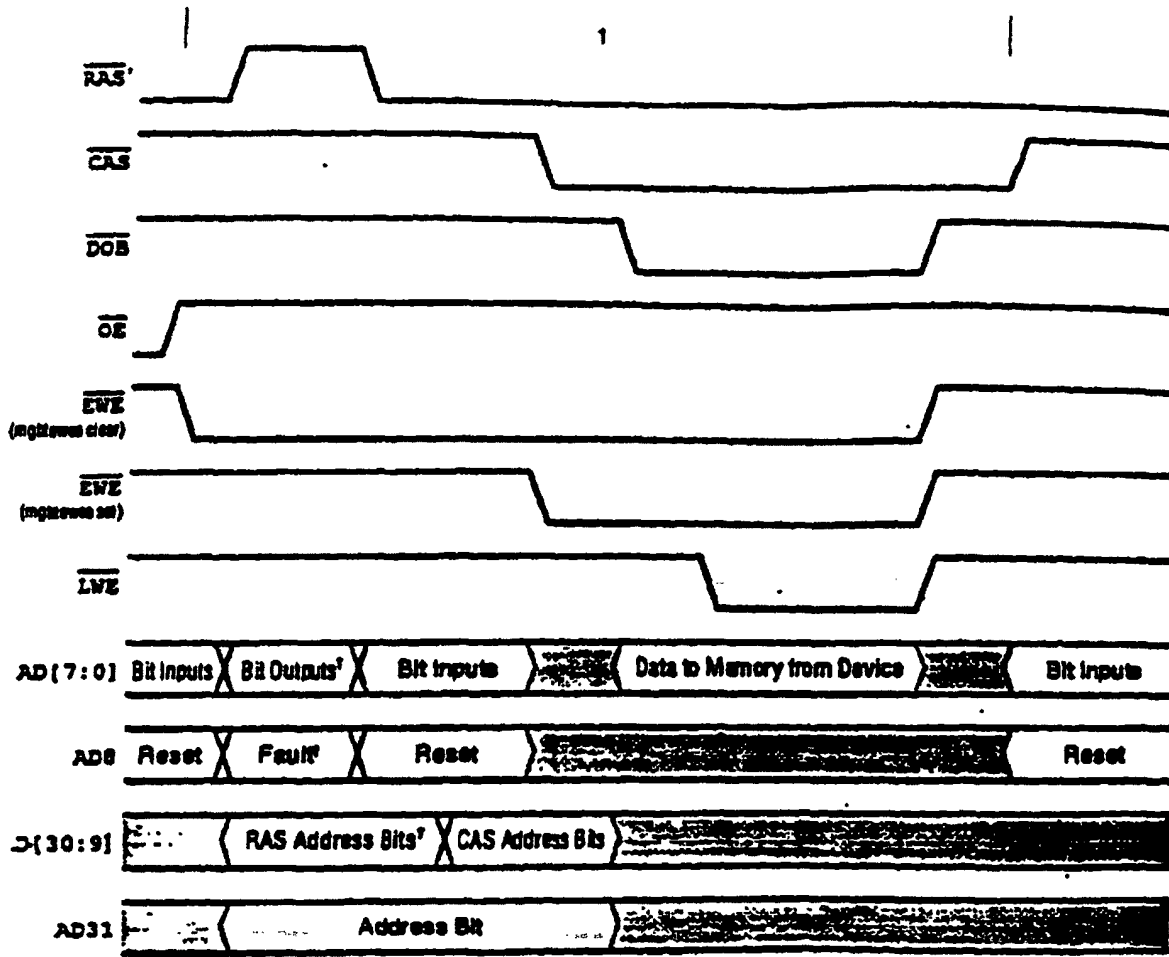 1
RAS†
CAS
DOB
OE
EWE
EWE
LWE
AD[7:0] Bit Inputs Bit Outputs† Bit Inputs Data to Memory from Device Bit Inputs
AD8 Reset Fault† Reset Reset
D[30:9] RAS Address Bits† CAS Address Bits
AD31 Address Bit